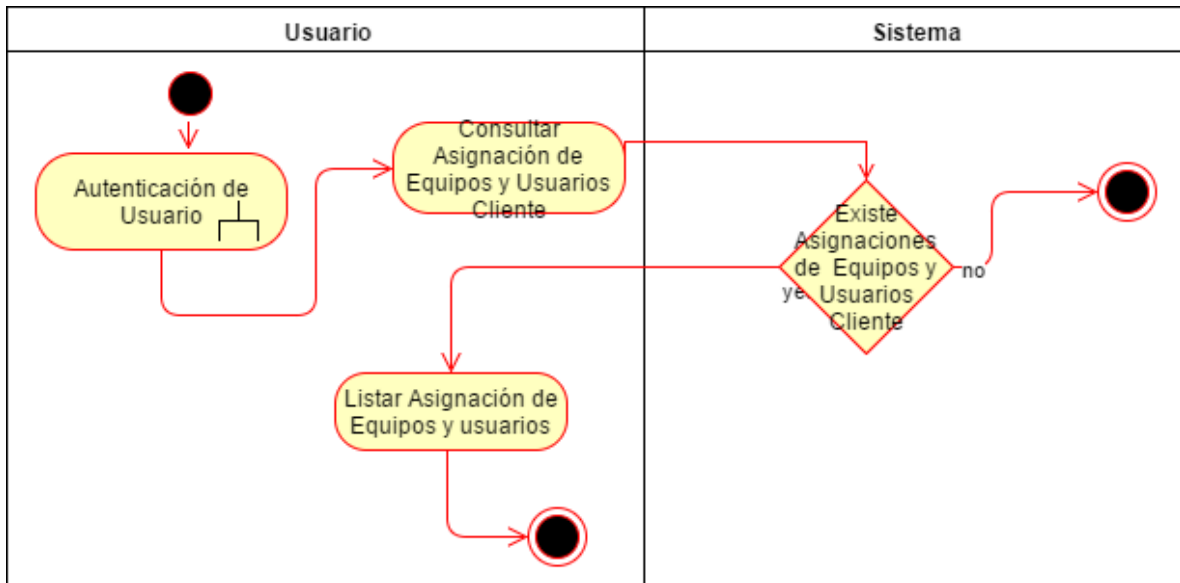 Usuario
Sistema
Autenticación de
Usuario
Consultar
Asignación de
Equipos y Usuarios
Cliente
Existe
Asignaciones
de Equipos y
Usuarios
Cliente
no
ye
Listar Asignación de
Equipos y usuarios